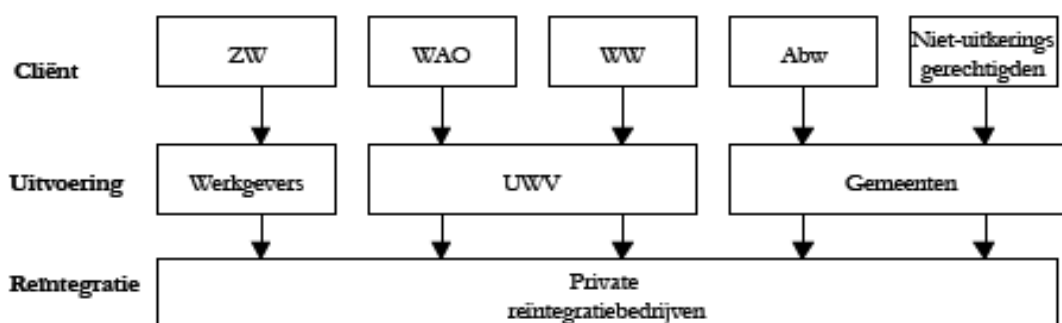 Cliënt
ZW
WAO
WW
Abw
Niet-uitkerings
gerechtigden
Uitvoering
Werkgevers
UWV
Gemeenten
Reïntegratie
Private
reïntegratiebedrijven